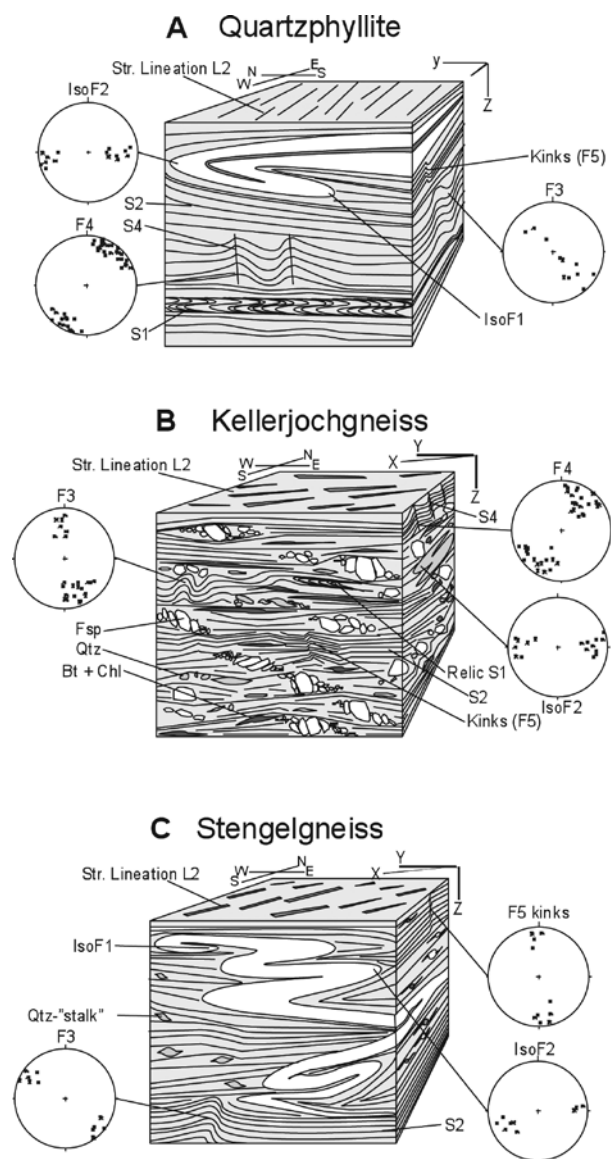 A Quartzphyllite
Str. Lineation L2
N
E
W
S
y
Z
IsoF2
Kinks (F5)
F3
S2
S4
F4
S1
IsoF1
B Kellerjochgneiss
Str. Lineation L2
W
N
S
E
Y
X
Z
F4
F3
S4
Fsp
Qtz
Bt + Chl
Relic S1
S2
Kinks (F5)
IsoF2
C Stengelgneiss
Str. Lineation L2
W
N
S
E
Y
X
Z
F5 kinks
IsoF1
Qtz-"stalk"
F3
IsoF2
S2